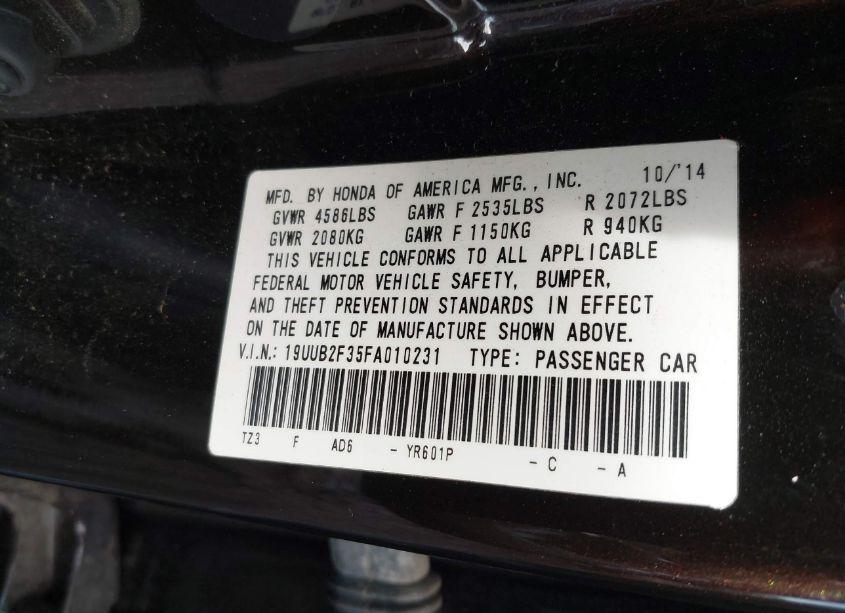 MFD. BY HONDA OF AMERICA MFG., INC. 10/'14
GVWR 4586LBS GAWR F 2535LBS R 2072LBS
GVWR 2080KG GAWR F 1150KG R 940KG
THIS VEHICLE CONFORMS TO ALL APPLICABLE
FEDERAL MOTOR VEHICLE SAFETY, BUMPER,
AND THEFT PREVENTION STANDARDS IN EFFECT
ON THE DATE OF MANUFACTURE SHOWN ABOVE.
V.I.N.: 19UUB2F35FA010231 TYPE: PASSENGER CAR
TZ3 F AD6 - YR601P - C - A